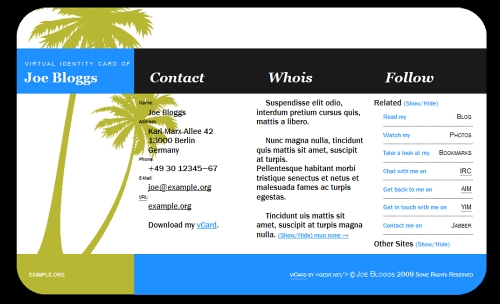 VIRTUAL IDENTITY CARD OF
Joe Bloggs
Contact
Whois
Follow
Name:
Joe Bloggs
Address:
Karl-Marx-Allee 42
13000 Berlin
Germany
Phone:
+49 30 12345—67
E-Mail:
joe@example.org
URL:
example.org
Download my vCard.
Suspendisse elit odio,
interdum pretium cursus quis,
mattis a libero.
Nunc magna nulla, tincidunt
quis mattis sit amet, suscipit
at turpis.
Pellentesque habitant morbi
tristique senectus et netus et
malesuada fames ac turpis
egestas.
Tincidunt uis mattis sit
amet, suscipit at turpis magna
nulla. (Show/Hide) READ MORE →
Related (Show/Hide)
Read my BLOG
Watch my PHOTOS
Take a look at my BOOKMARKS
Chat with me on IRC
Get back to me on AIM
Get in touch with me on YIM
Contact me on JABBER
Other Sites (Show/Hide)
EXAMPLE.ORG
VCARD BY <GEOFF.NET/> © JOE BLOGGS 2009 SOME RIGHTS RESERVED